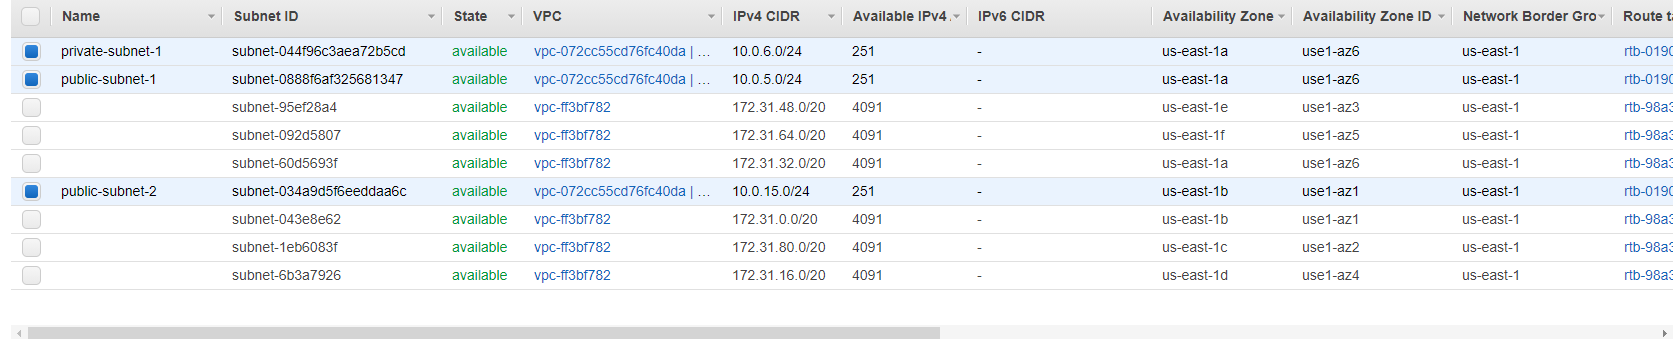 Name Subnet ID State VPC IPv4 CIDR Available IPv4 . IPv6 CIDR Availability Zone Availability Zone ID Network Border Gro Route ta
private-subnet-1 subnet-044f96c3aea72b5cd available vpc-072cc55cd76fc40da | ... 10.0.6.0/24 251 - us-east-1a use1-az6 us-east-1 rtb-0190
public-subnet-1 subnet-0888f6af325681347 available vpc-072cc55cd76fc40da | ... 10.0.5.0/24 251 - us-east-1a use1-az6 us-east-1 rtb-0190
subnet-95ef28a4 available vpc-ff3bf782 172.31.48.0/20 4091 - us-east-1e use1-az3 us-east-1 rtb-98a3
subnet-092d5807 available vpc-ff3bf782 172.31.64.0/20 4091 - us-east-1f use1-az5 us-east-1 rtb-98a3
subnet-60d5693f available vpc-ff3bf782 172.31.32.0/20 4091 - us-east-1a use1-az6 us-east-1 rtb-98a3
public-subnet-2 subnet-034a9d5f6eeddaa6c available vpc-072cc55cd76fc40da | ... 10.0.15.0/24 251 - us-east-1b use1-az1 us-east-1 rtb-0190
subnet-043e8e62 available vpc-ff3bf782 172.31.0.0/20 4091 - us-east-1b use1-az1 us-east-1 rtb-98a3
subnet-1eb6083f available vpc-ff3bf782 172.31.80.0/20 4091 - us-east-1c use1-az2 us-east-1 rtb-98a3
subnet-6b3a7926 available vpc-ff3bf782 172.31.16.0/20 4091 - us-east-1d use1-az4 us-east-1 rtb-98a3